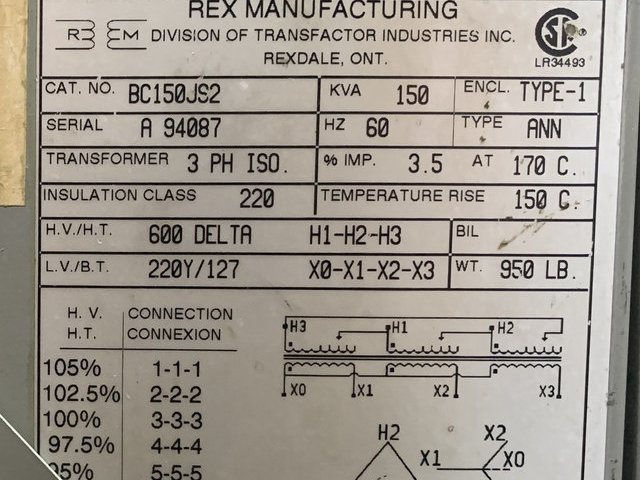 REX MANUFACTURING
DIVISION OF TRANSFACTOR INDUSTRIES INC.
REXDALE, ONT.
LR34493
CAT. NO. BC150JS2 KVA 150 ENCL. TYPE-1
SERIAL A 94087 HZ 60 TYPE ANN
TRANSFORMER 3 PH ISO. % IMP. 3.5 AT 170 C.
INSULATION CLASS 220 TEMPERATURE RISE 150 C.
H.V./H.T. 600 DELTA H1-H2-H3 BIL
L.V./B.T. 220Y/127 X0-X1-X2-X3 WT. 950 LB.
H. V. CONNECTION
H.T. CONNEXION
105% 1-1-1
102.5% 2-2-2
100% 3-3-3
97.5% 4-4-4
95% 5-5-5
H3 H1 H2
X0 X1 X2 X3
H2 X2
X1 X0